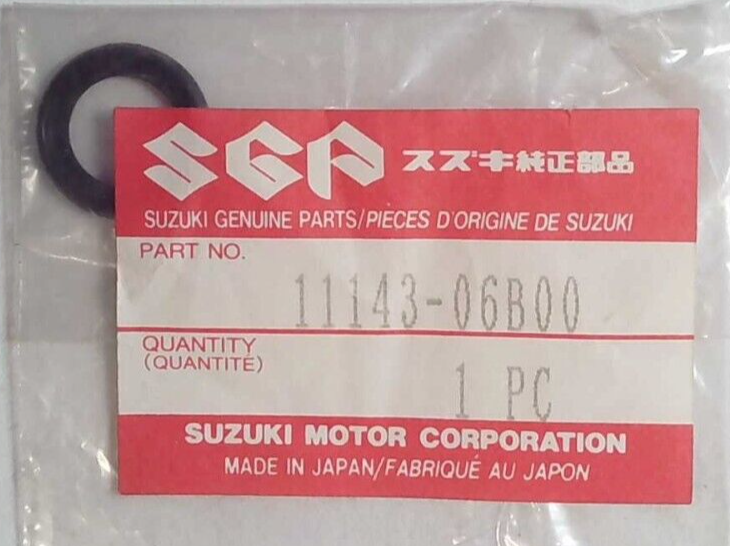 SGP スズキ純正部品
SUZUKI GENUINE PARTS/PIECES D'ORIGINE DE SUZUKI
PART NO.
11143-06B00
QUANTITY
(QUANTITÉ)
1 PC
SUZUKI MOTOR CORPORATION
MADE IN JAPAN/FABRIQUÉ AU JAPON